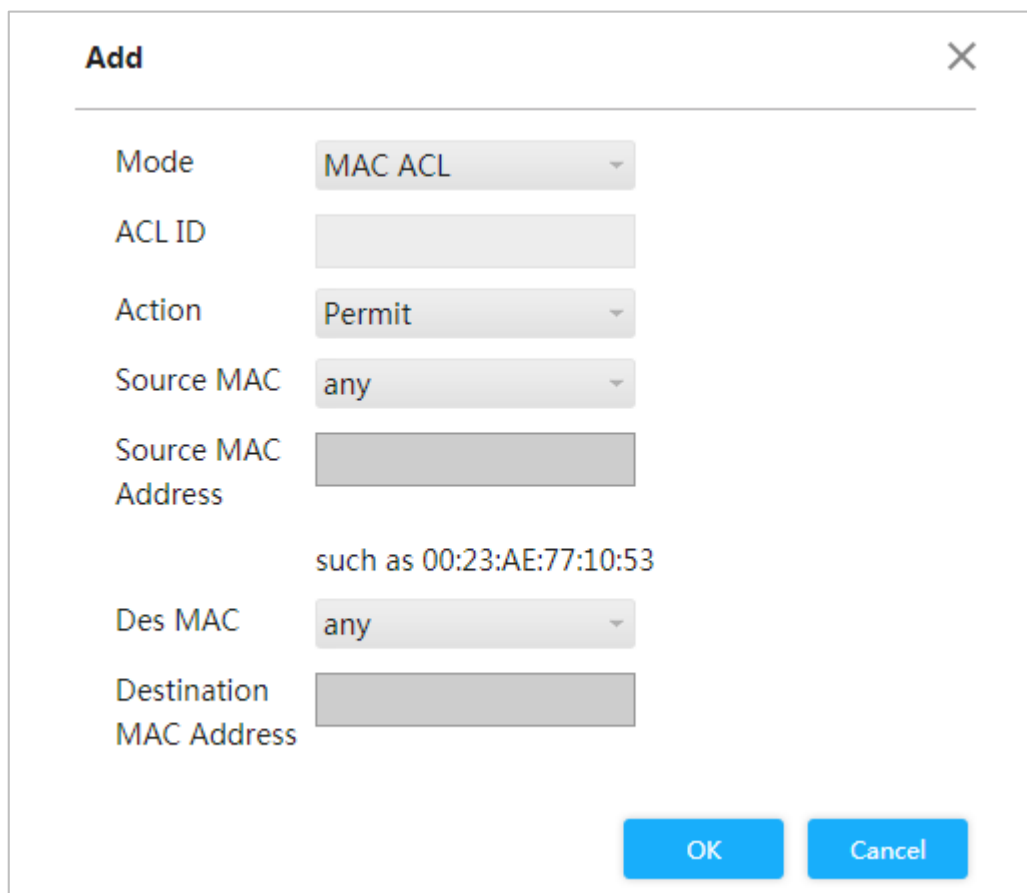 Add
Mode
MAC ACL
ACL ID
Action
Permit
Source MAC
any
Source MAC
Address
such as 00:23:AE:77:10:53
Des MAC
any
Destination
MAC Address
OK
Cancel